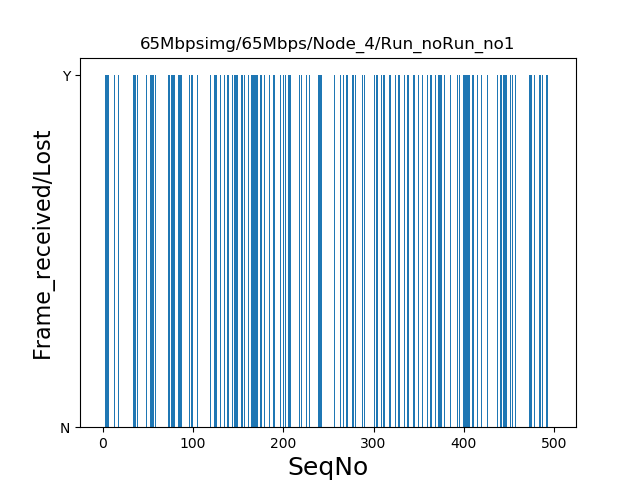 65Mbpsimg/65Mbps/Node_4/Run_noRun_no1
Y
Frame_received/Lost
N
0 100 200 300 400 500
SeqNo